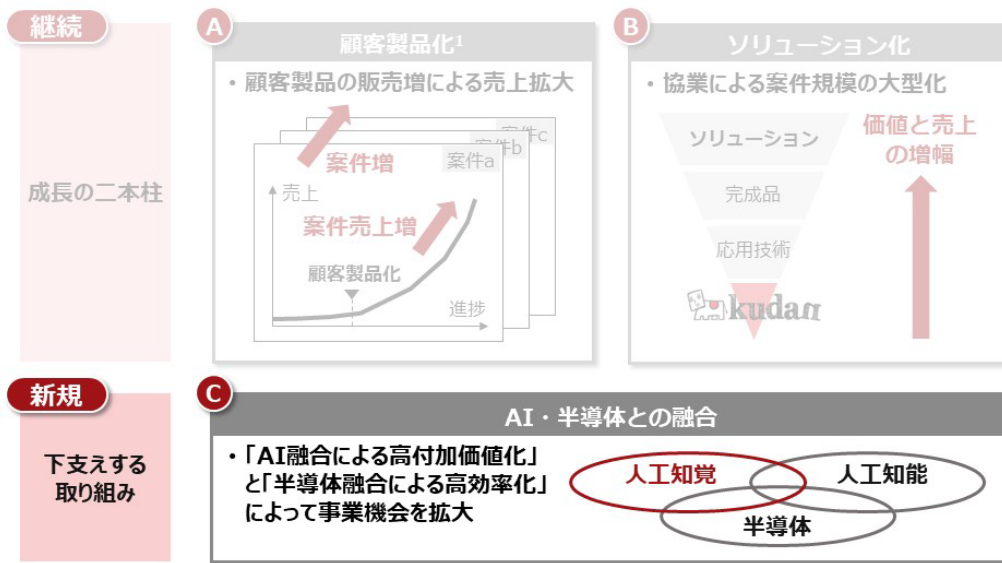 継続
成長の二本柱
A
顧客製品化1
・顧客製品の販売増による売上拡大
案件c
案件b
案件a
案件増
売上
案件売上増
顧客製品化
進捗
B
ソリューション化
・協業による案件規模の大型化
ソリューション
完成品
応用技術
kudan
価値と売上
の増幅
新規
下支えする
取り組み
C
AI・半導体との融合
・「AI融合による高付加価値化」
と「半導体融合による高効率化」
によって事業機会を拡大
人工知覚
人工知能
半導体